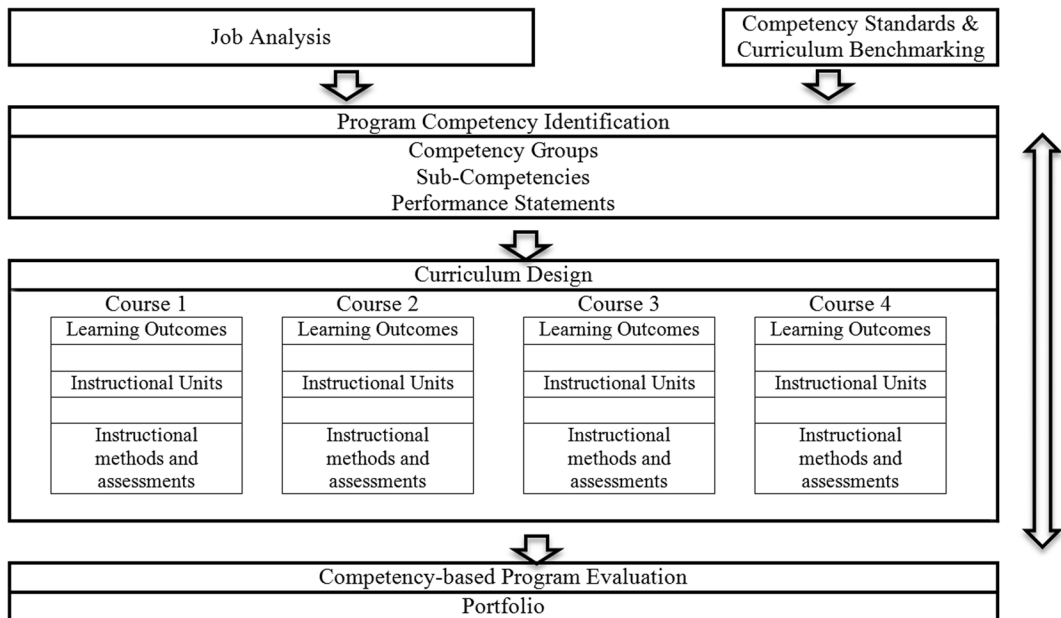 Job Analysis
Competency Standards &
Curriculum Benchmarking
Program Competency Identification
Competency Groups
Sub-Competencies
Performance Statements
Curriculum Design
Course 1
Learning Outcomes
Instructional Units
Instructional
methods and
assessments
Course 2
Learning Outcomes
Instructional Units
Instructional
methods and
assessments
Course 3
Learning Outcomes
Instructional Units
Instructional
methods and
assessments
Course 4
Learning Outcomes
Instructional Units
Instructional
methods and
assessments
Competency-based Program Evaluation
Portfolio